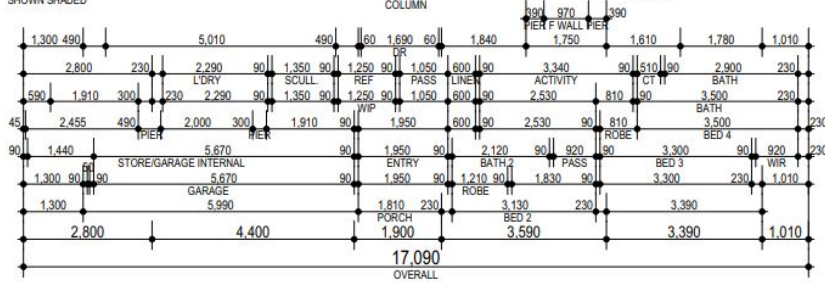 SHOWN SHADED
COLUMN
390 970 390
PIER F WALL PIER
1,300 490 5,010 490 60 1,690 60 1,840 1,750 1,610 1,780 1,010
DR
2,800 230 2,290 90 1,350 90 1,250 90 1,050 600 90 3,340 90 510 90 2,900 230
L'DRY SCULL. REF PASS LINEN ACTIVITY CT BATH
590 1,910 300 230 2,290 90 1,350 90 1,250 90 1,050 600 90 2,530 810 90 3,500 230
WIP BATH
45 2,455 490 2,000 300 1,910 90 1,950 600 90 2,530 90 810 3,500 230
PIER PIER ROBE BED 4
90 1,440 5,670 90 1,950 90 2,120 90 920 90 3,300 90 920 230
STORE/GARAGE INTERNAL ENTRY BATH 2 PASS BED 3 WIR
50
1,300 90 90 5,670 90 1,950 90 1,210 90 1,830 90 3,300 230 1,010
GARAGE ROBE
1,300 5,990 1,810 230 3,130 230 3,390
PORCH BED 2
2,800 4,400 1,900 3,590 3,390 1,010
17,090
OVERALL